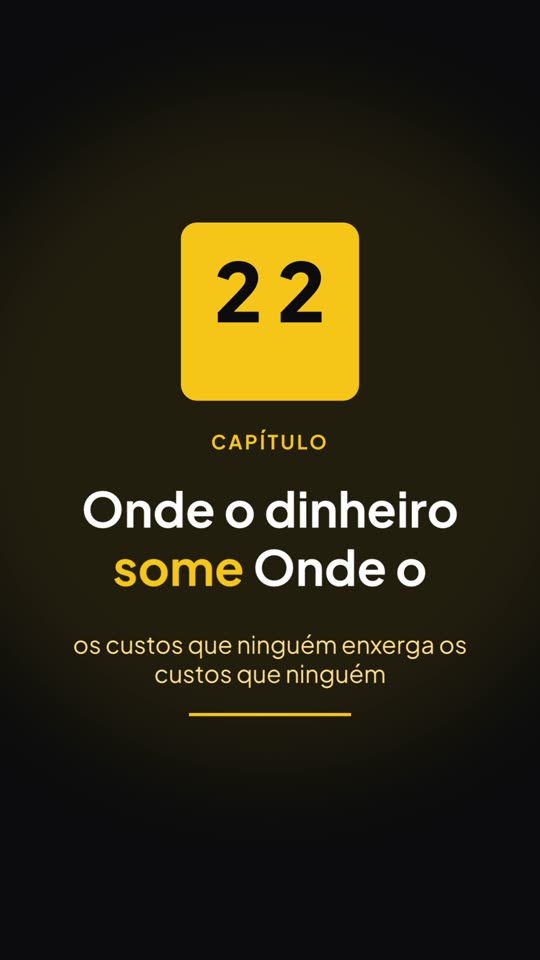 22
CAPÍTULO
Onde o dinheiro
some Onde o
os custos que ninguém enxerga os
custos que ninguém